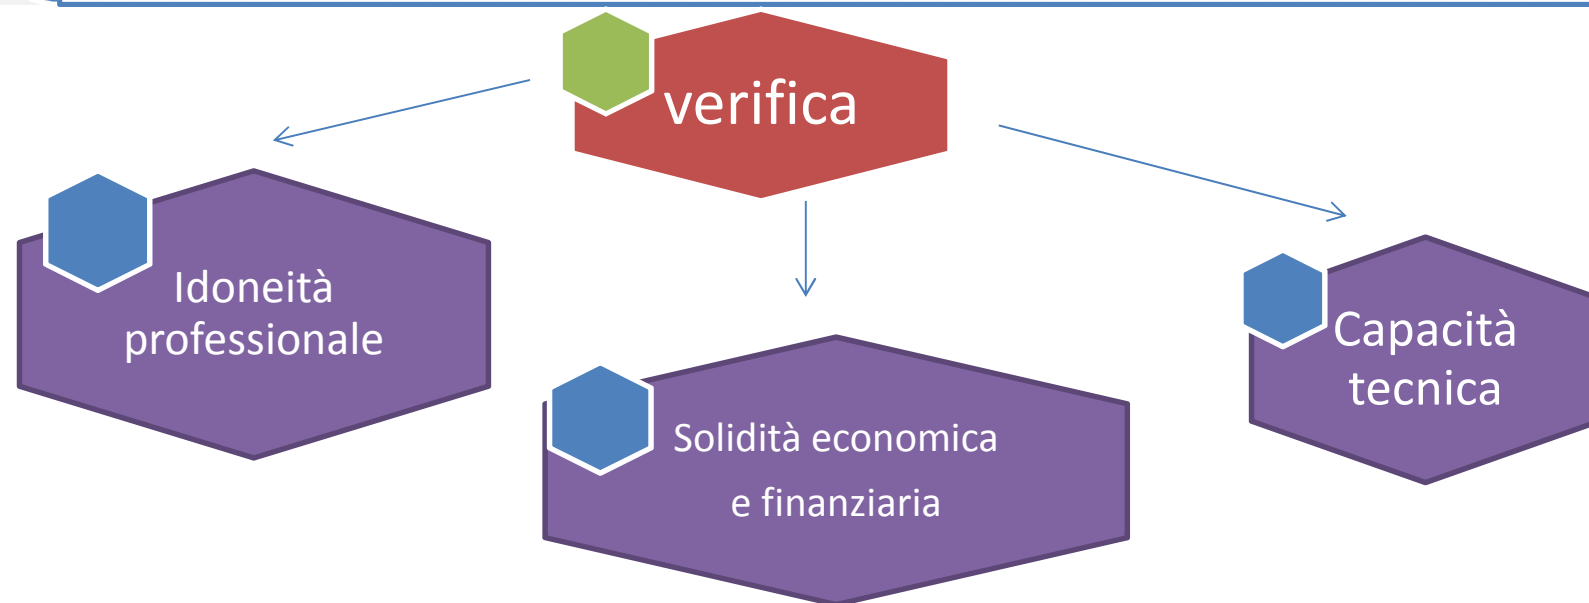 verifica
Idoneità
professionale
Solidità economica
e finanziaria
Capacità
tecnica